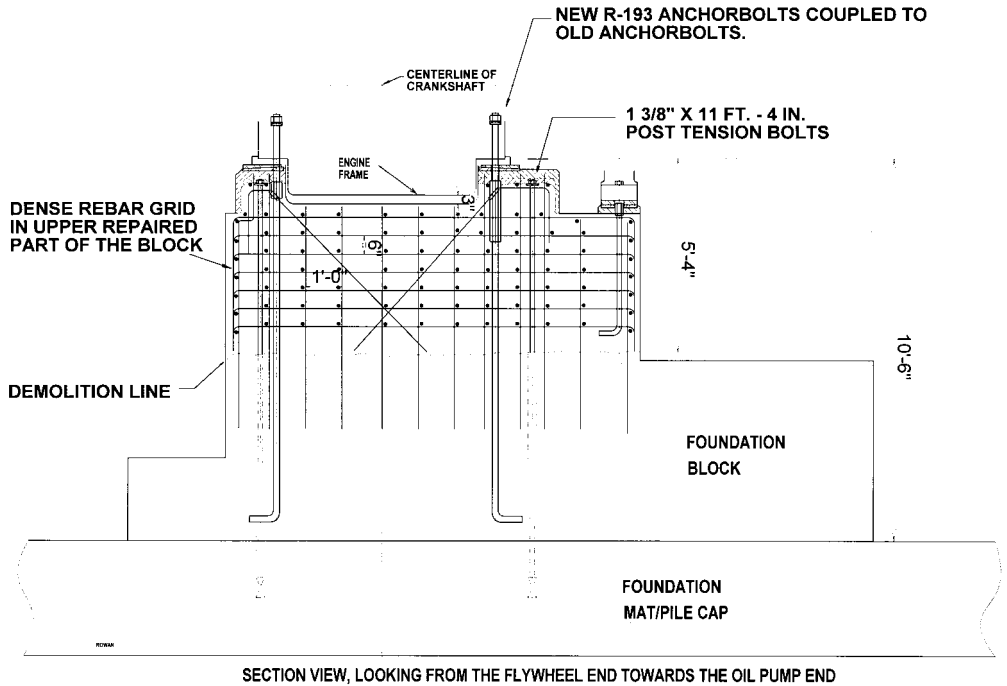 NEW R-193 ANCHORBOLTS COUPLED TO
OLD ANCHORBOLTS.
CENTERLINE OF
CRANKSHAFT
1 3/8" X 11 FT. - 4 IN.
POST TENSION BOLTS
ENGINE
FRAME
3"
DENSE REBAR GRID
IN UPPER REPAIRED
PART OF THE BLOCK
6"
1'-0"
5'-4"
10'-6"
DEMOLITION LINE
FOUNDATION
BLOCK
FOUNDATION
MAT/PILE CAP
ROWAN
SECTION VIEW, LOOKING FROM THE FLYWHEEL END TOWARDS THE OIL PUMP END